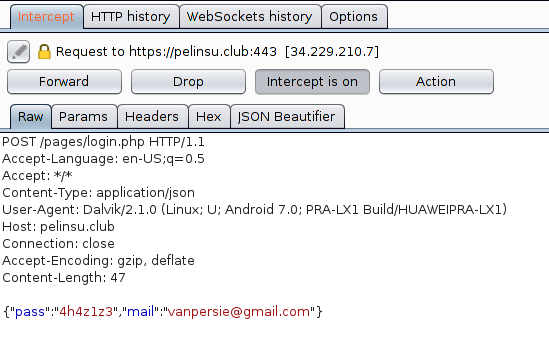 Intercept HTTP history WebSockets history Options
Request to https://pelinsu.club:443 [34.229.210.7]
Forward Drop Intercept is on Action
Raw Params Headers Hex JSON Beautifier
POST /pages/login.php HTTP/1.1
Accept-Language: en-US;q=0.5
Accept: */*
Content-Type: application/json
User-Agent: Dalvik/2.1.0 (Linux; U; Android 7.0; PRA-LX1 Build/HUAWEIPRA-LX1)
Host: pelinsu.club
Connection: close
Accept-Encoding: gzip, deflate
Content-Length: 47
{"pass":"4h4z1z3","mail":"vanpersie@gmail.com"}